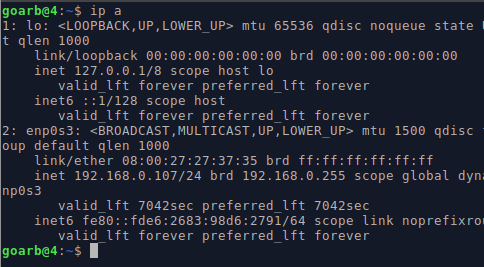 goarb@4:~$ ip a
1: lo: <LOOPBACK,UP,LOWER_UP> mtu 65536 qdisc noqueue state
t qlen 1000
link/loopback 00:00:00:00:00:00 brd 00:00:00:00:00:00
inet 127.0.0.1/8 scope host lo
valid_lft forever preferred_lft forever
inet6 ::1/128 scope host
valid_lft forever preferred_lft forever
2: enp0s3: <BROADCAST,MULTICAST,UP,LOWER_UP> mtu 1500 qdisc
oup default qlen 1000
link/ether 08:00:27:27:37:35 brd ff:ff:ff:ff:ff:ff
inet 192.168.0.107/24 brd 192.168.0.255 scope global dyna
np0s3
valid_lft 7042sec preferred_lft 7042sec
inet6 fe80::fde6:2683:98d6:2791/64 scope link noprefixrou
valid_lft forever preferred_lft forever
goarb@4:~$